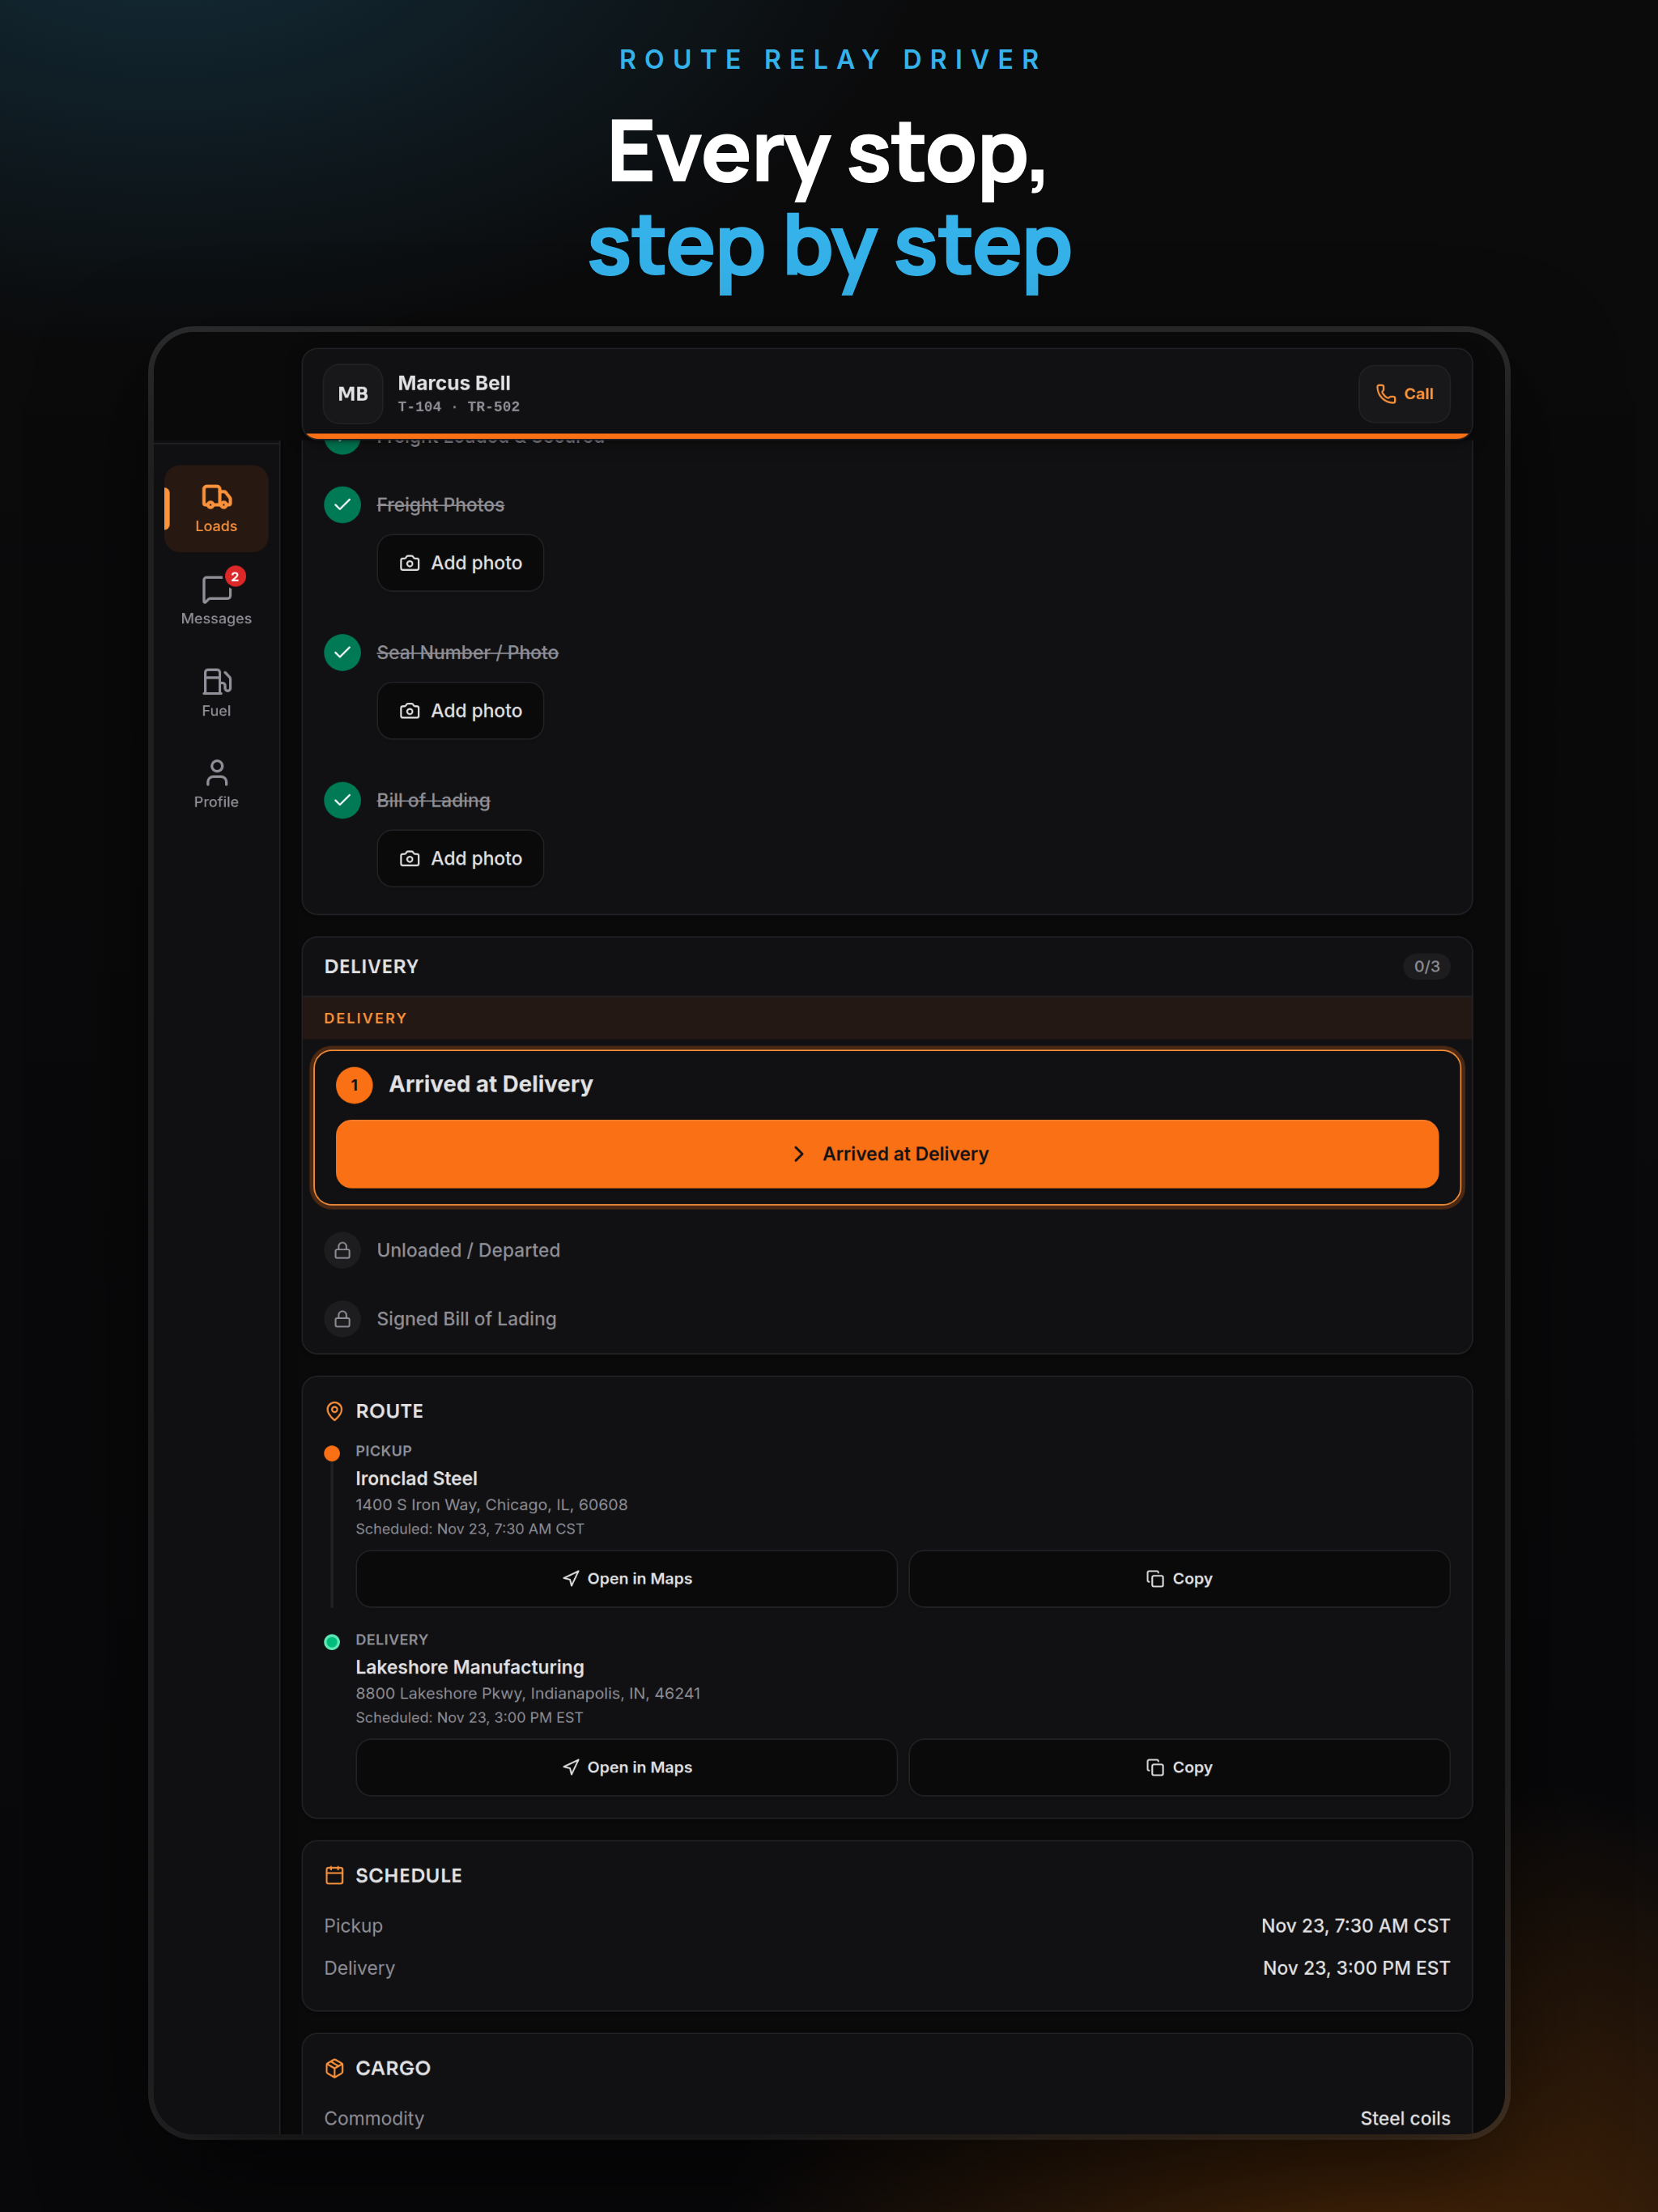 ROUTE RELAY DRIVER
Every stop,
step by step
MB
Marcus Bell
T-104 · TR-502
Call
Loads
2
Messages
Fuel
Profile
Freight Loaded & Secured
Freight Photos
Add photo
Seal Number / Photo
Add photo
Bill of Lading
Add photo
DELIVERY
0/3
DELIVERY
1
Arrived at Delivery
Arrived at Delivery
Unloaded / Departed
Signed Bill of Lading
ROUTE
PICKUP
Ironclad Steel
1400 S Iron Way, Chicago, IL, 60608
Scheduled: Nov 23, 7:30 AM CST
Open in Maps
Copy
DELIVERY
Lakeshore Manufacturing
8800 Lakeshore Pkwy, Indianapolis, IN, 46241
Scheduled: Nov 23, 3:00 PM EST
Open in Maps
Copy
SCHEDULE
Pickup
Nov 23, 7:30 AM CST
Delivery
Nov 23, 3:00 PM EST
CARGO
Commodity
Steel coils